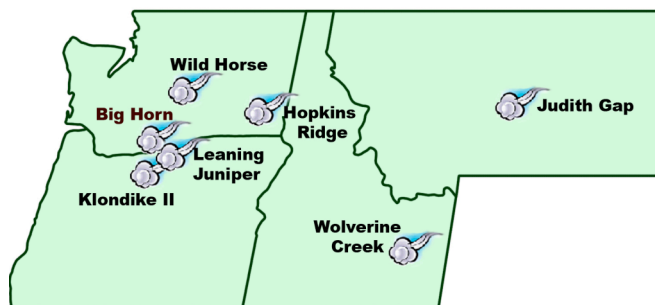 Wild Horse
Big Horn
Hopkins
Ridge
Judith Gap
Leaning
Juniper
Klondike II
Wolverine
Creek